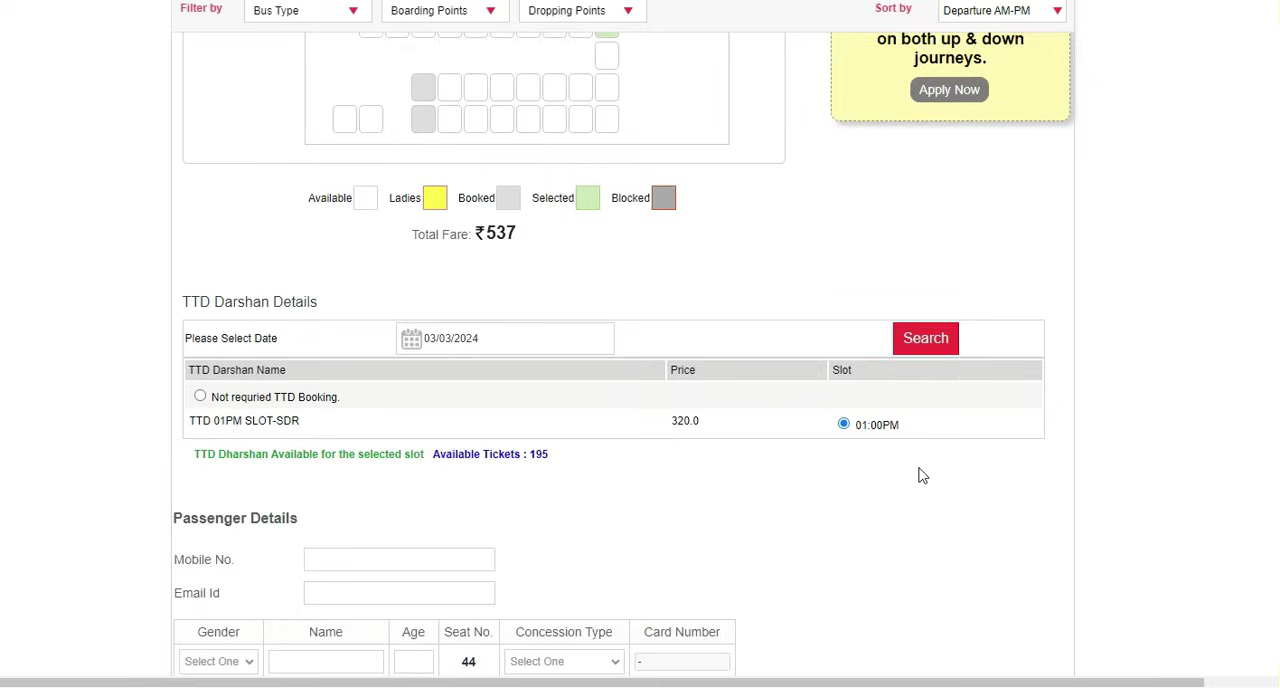 Filter by Bus Type Boarding Points Dropping Points Sort by Departure AM-PM
on both up & down
journeys.
Apply Now
Available Ladies Booked Selected Blocked
Total Fare: ₹537
TTD Darshan Details
Please Select Date 03/03/2024 Search
TTD Darshan Name Price Slot
Not requried TTD Booking.
TTD 01PM SLOT-SDR 320.0 01:00PM
TTD Dharshan Available for the selected slot Available Tickets : 195
Passenger Details
Mobile No.
Email Id
Gender Name Age Seat No. Concession Type Card Number
Select One 44 Select One -